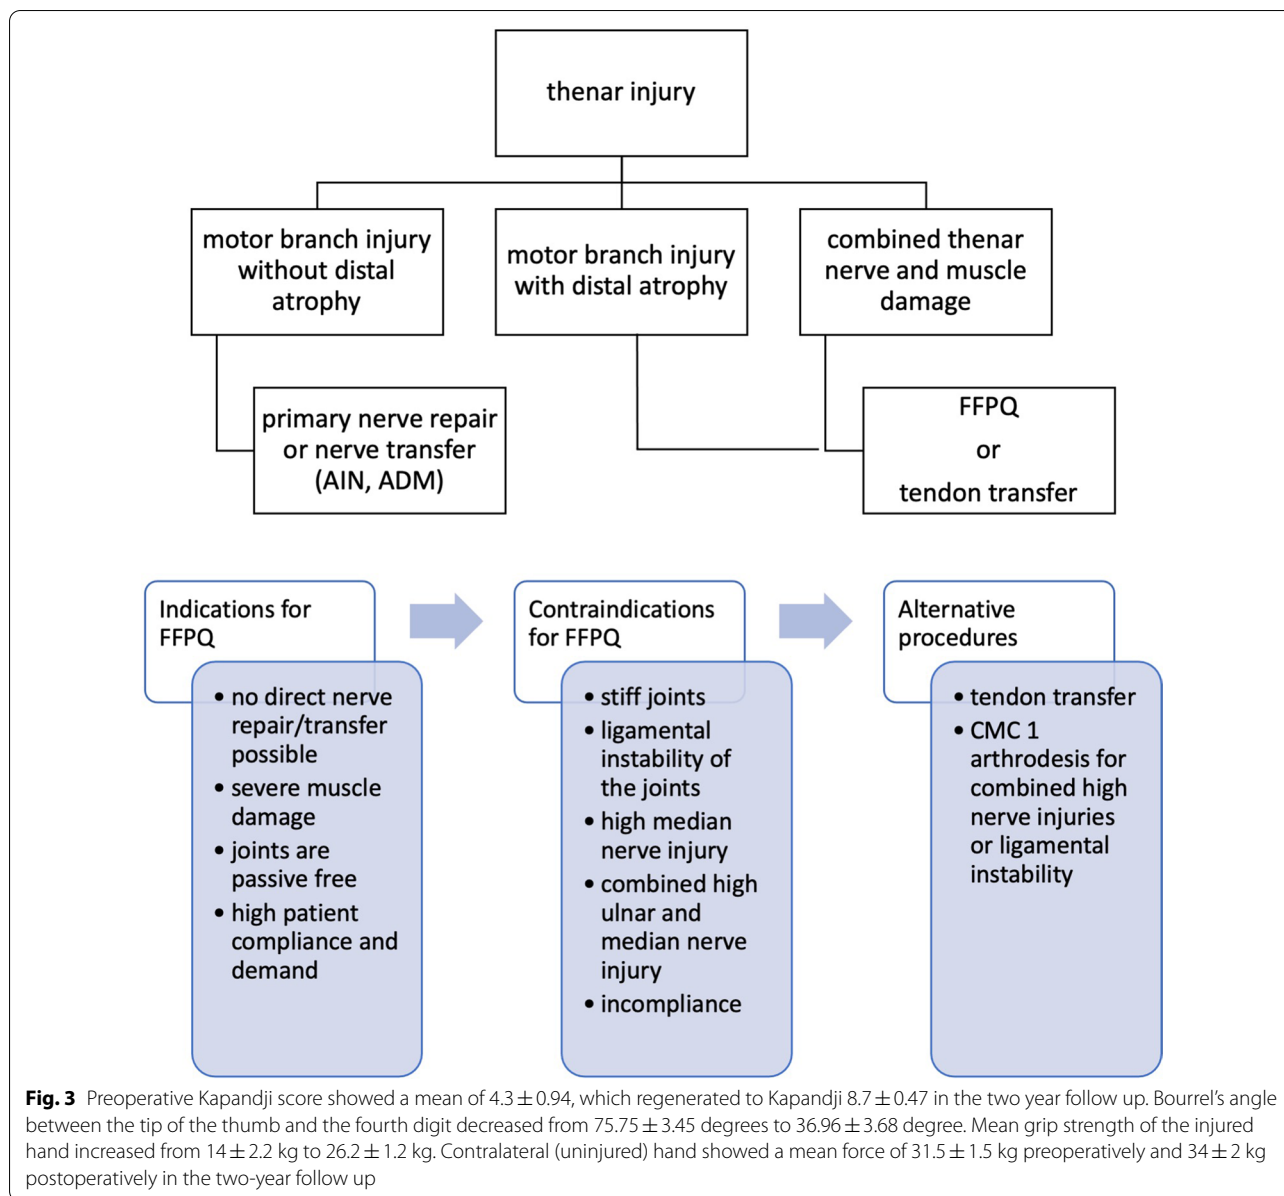 thenar injury
motor branch injury
without distal
atrophy
motor branch injury
with distal atrophy
combined thenar
nerve and muscle
damage
primary nerve repair
or nerve transfer
(AIN, ADM)
FFPQ
or
tendon transfer
Indications for
FFPQ
• no direct nerve
repair/transfer
possible
• severe muscle
damage
• joints are
passive free
• high patient
compliance and
demand
Contraindications
for FFPQ
• stiff joints
• ligamental
instability of
the joints
• high median
nerve injury
• combined high
ulnar and
median nerve
injury
• incompliance
Alternative
procedures
• tendon transfer
• CMC 1
arthrodesis for
combined high
nerve injuries
or ligamental
instability
Fig. 3 Preoperative Kapandji score showed a mean of 4.3 ± 0.94, which regenerated to Kapandji 8.7 ± 0.47 in the two year follow up. Bourrel’s angle
between the tip of the thumb and the fourth digit decreased from 75.75 ± 3.45 degrees to 36.96 ± 3.68 degree. Mean grip strength of the injured
hand increased from 14 ± 2.2 kg to 26.2 ± 1.2 kg. Contralateral (uninjured) hand showed a mean force of 31.5 ± 1.5 kg preoperatively and 34 ± 2 kg
postoperatively in the two-year follow up